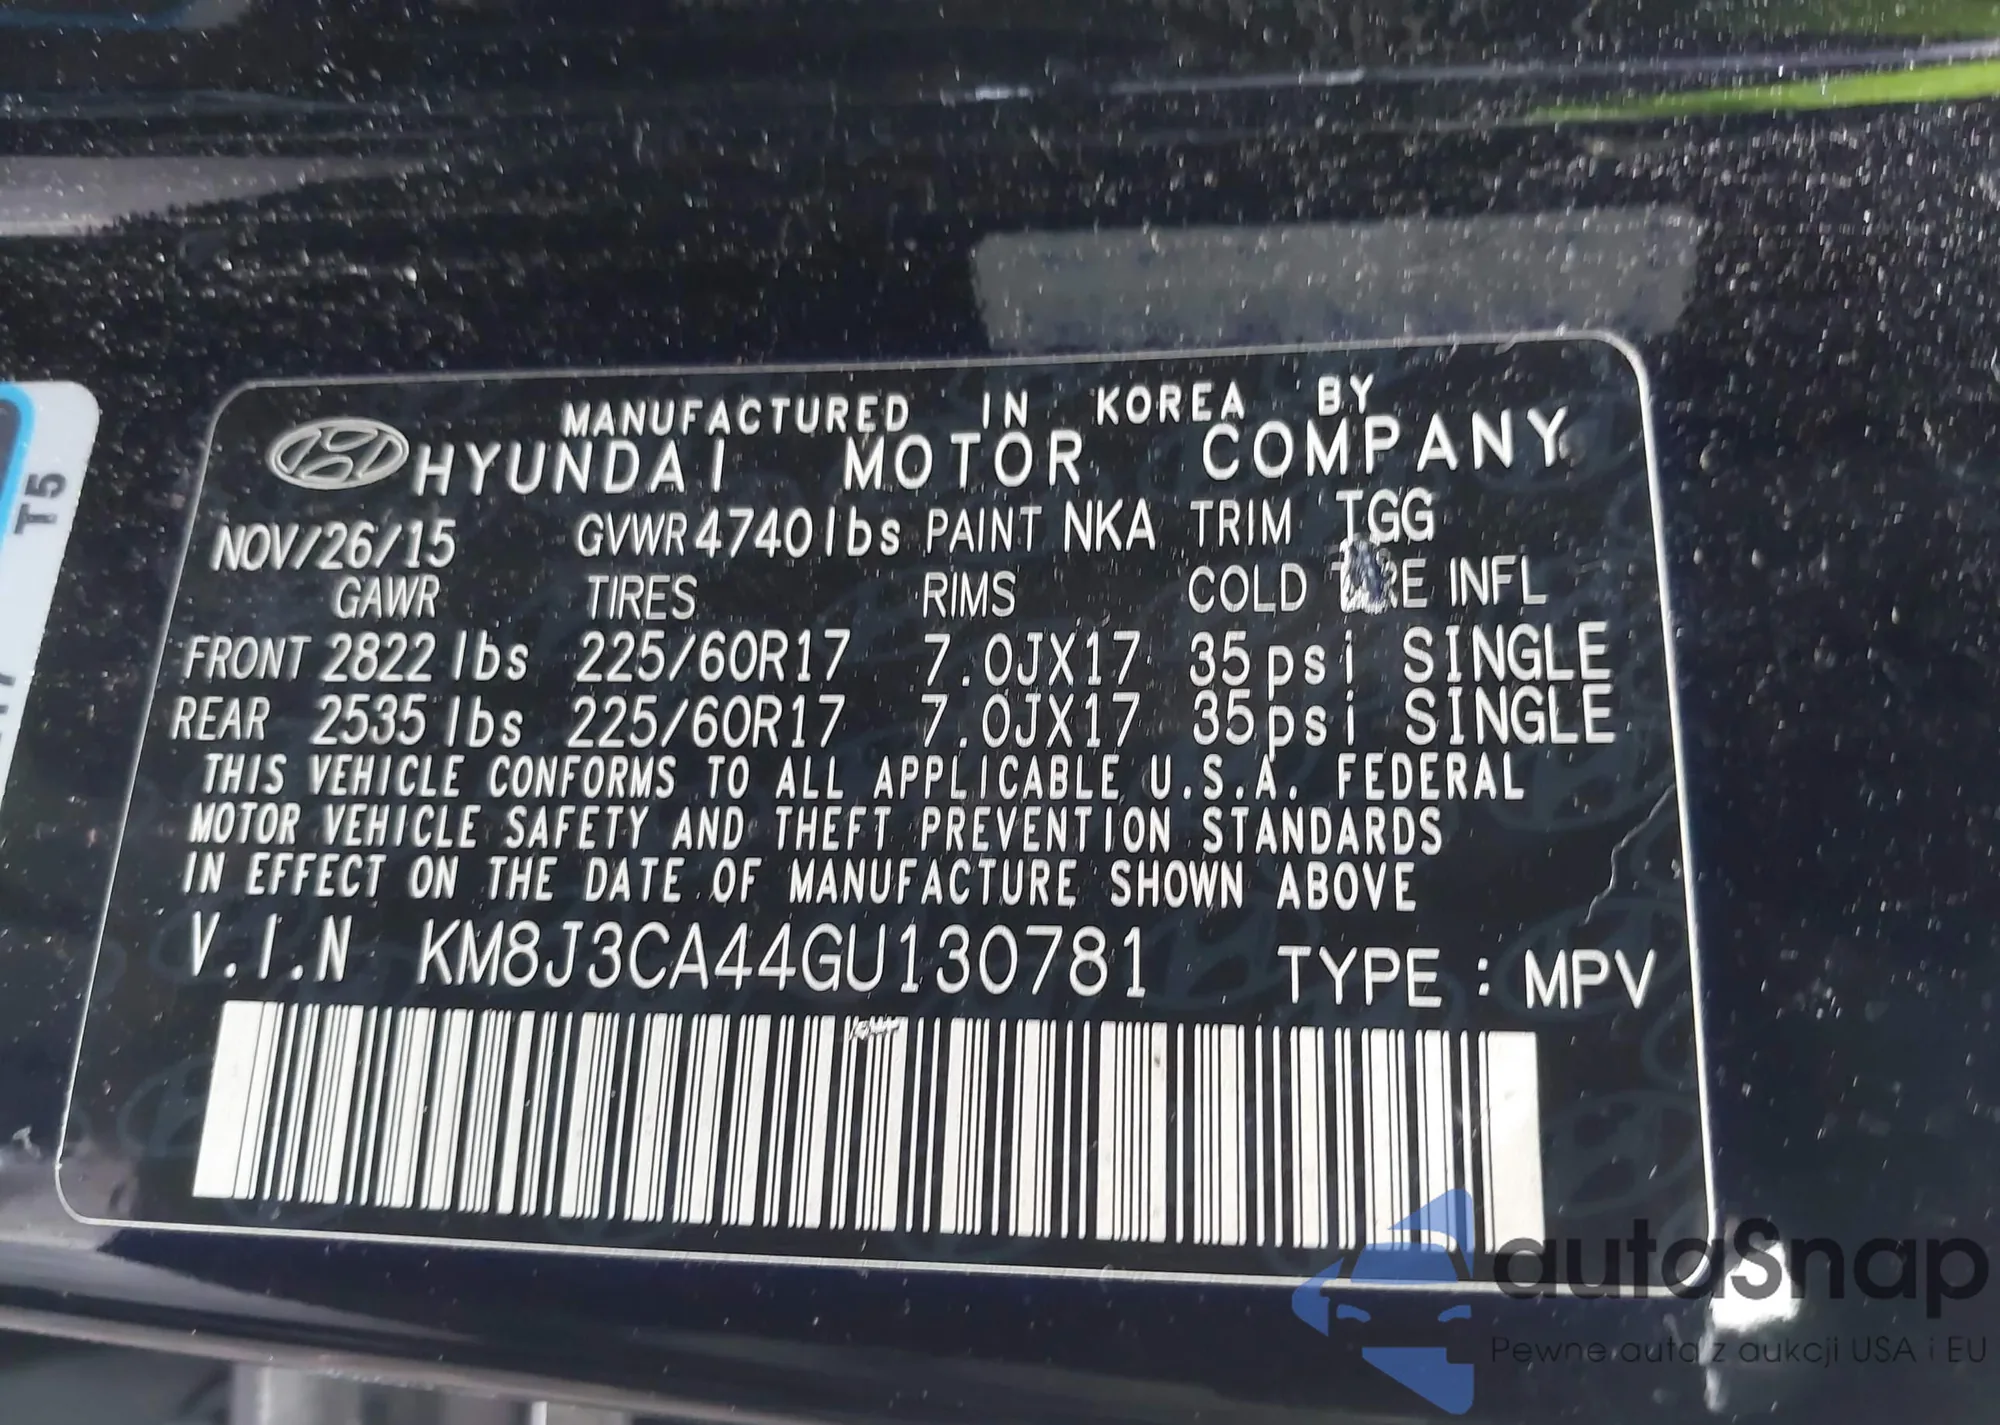 T5
MANUFACTURED IN KOREA BY
HYUNDAI MOTOR COMPANY
NOV/26/15 GVWR 4740lbs PAINT NKA TRIM TGG
GAWR TIRES RIMS COLD INFL
FRONT 2822 lbs 225/60R17 7.0JX17 35psi SINGLE
REAR 2535 lbs 225/60R17 7.0JX17 35psi SINGLE
THIS VEHICLE CONFORMS TO ALL APPLICABLE U.S.A. FEDERAL
MOTOR VEHICLE SAFETY AND THEFT PREVENTION STANDARDS
IN EFFECT ON THE DATE OF MANUFACTURE SHOWN ABOVE
V.I.N KM8J3CA44GU130781 TYPE : MPV
autoSnap
Pewne auta z aukcji USA i EU